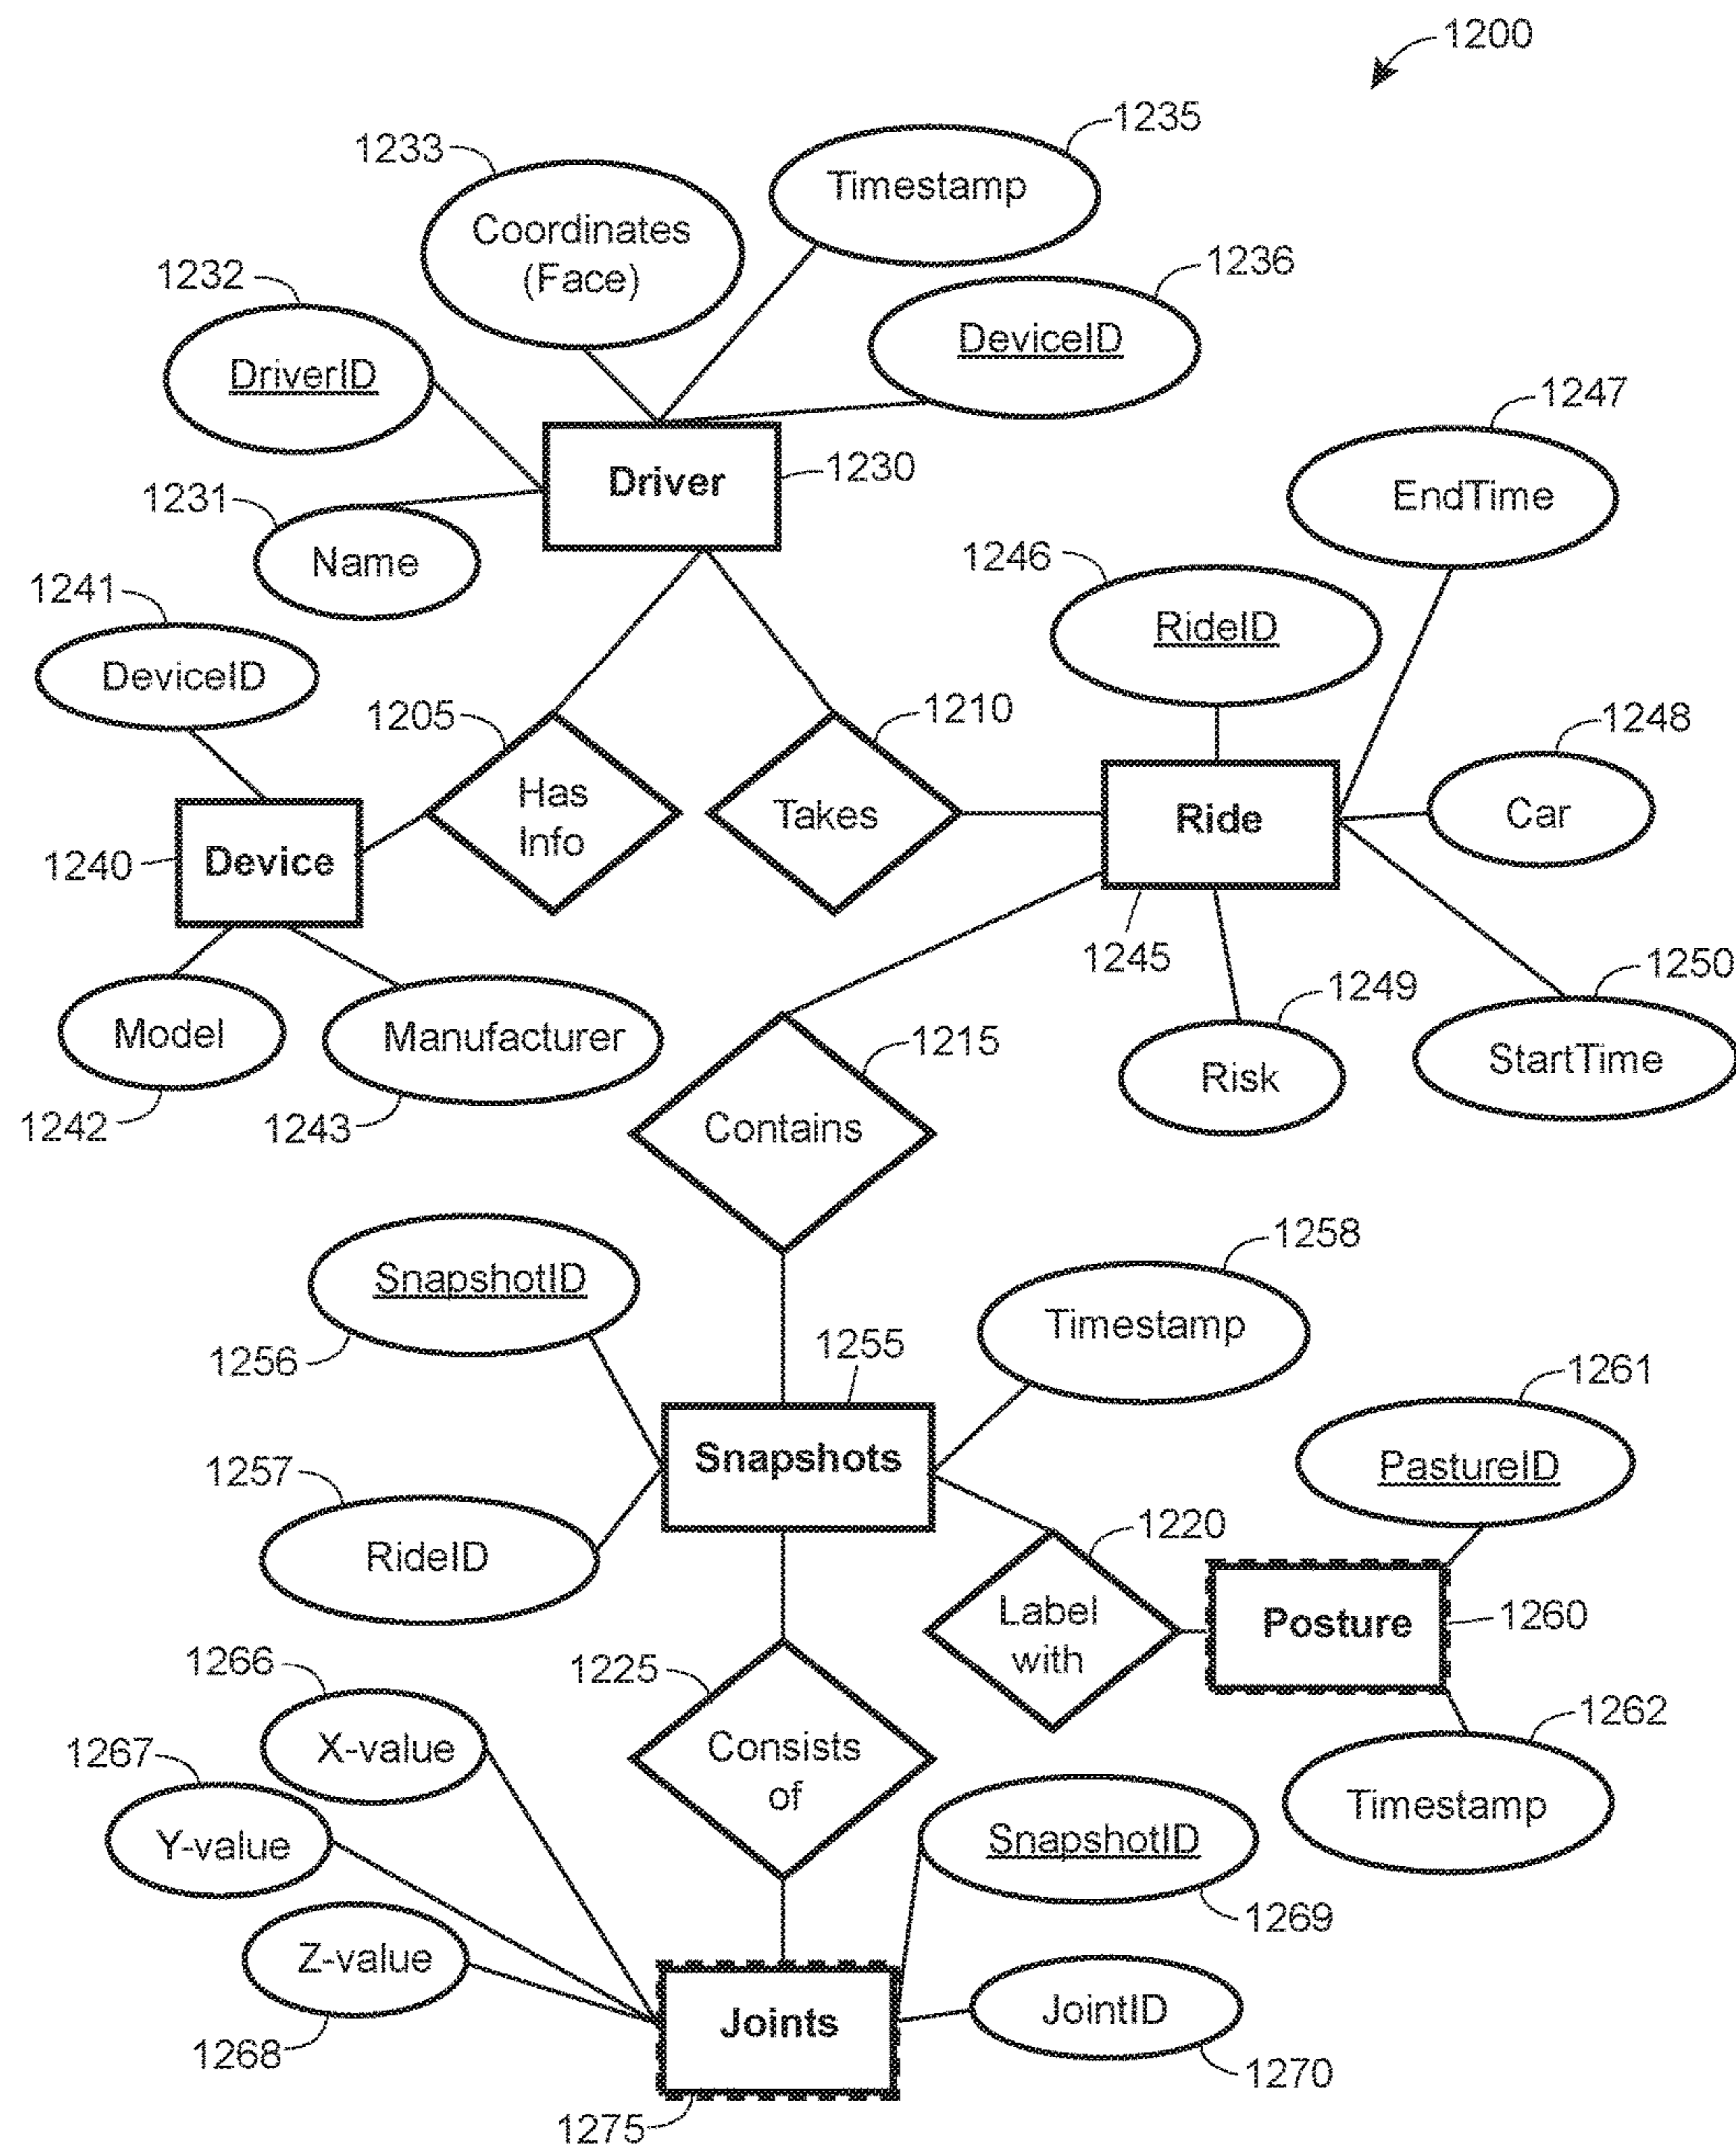 1200
1235
1233
Timestamp
Coordinates
(Face)
1236
1232
DeviceID
DriverID
1247
1230
Driver
EndTime
1231
1246
Name
1241
RideID
DeviceID
1205
1210
1248
Has
Info
Takes
Ride
Car
1240
Device
1245
1250
1249
Model
Manufacturer
1215
StartTime
Risk
1242
1243
Contains
1258
SnapshotID
Timestamp
1256
1255
1261
Snapshots
PastureID
1257
1220
RideID
Label
with
Posture
1260
1266
1225
1262
1267
X-value
Consists
of
Timestamp
Y-value
SnapshotID
1269
Z-value
JointID
Joints
1268
1270
1275